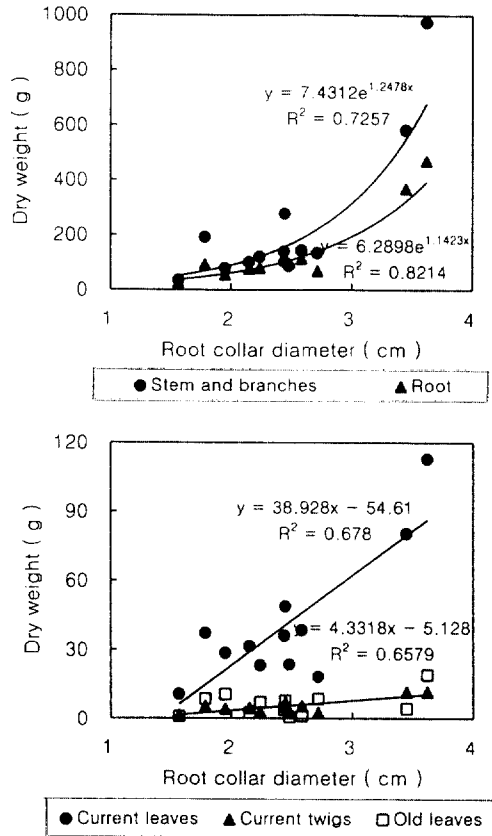 1000
800
600
400
200
0
Dry weight ( g )
y = 7.4312e^1.2478x
R² = 0.7257
y = 6.2898e^1.1423x
R² = 0.8214
1 2 3 4
Root collar diameter ( cm )
● Stem and branches ▲ Root
120
90
60
30
0
Dry weight ( g )
y = 38.928x − 54.61
R² = 0.678
y = 4.3318x − 5.128
R² = 0.6579
1 2 3 4
Root collar diameter ( cm )
● Current leaves ▲ Current twigs □ Old leaves